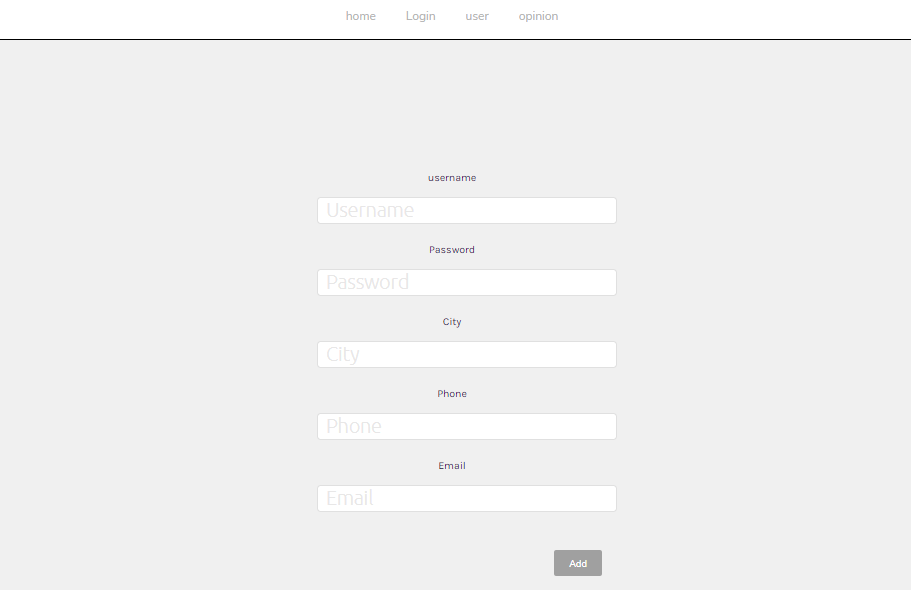 home Login user opinion
username
Username
Password
Password
City
City
Phone
Phone
Email
Email
Add